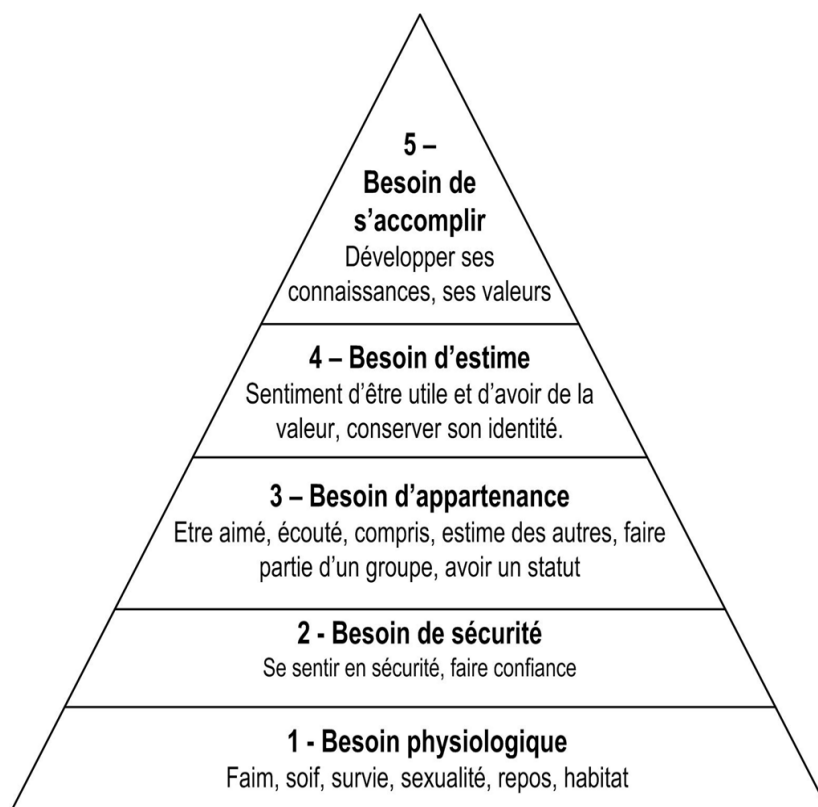 5 –
Besoin de
s’accomplir
Développer ses
connaissances, ses valeurs
4 – Besoin d’estime
Sentiment d’être utile et d’avoir de la
valeur, conserver son identité.
3 – Besoin d’appartenance
Etre aimé, écouté, compris, estime des autres, faire
partie d’un groupe, avoir un statut
2 - Besoin de sécurité
Se sentir en sécurité, faire confiance
1 - Besoin physiologique
Faim, soif, survie, sexualité, repos, habitat